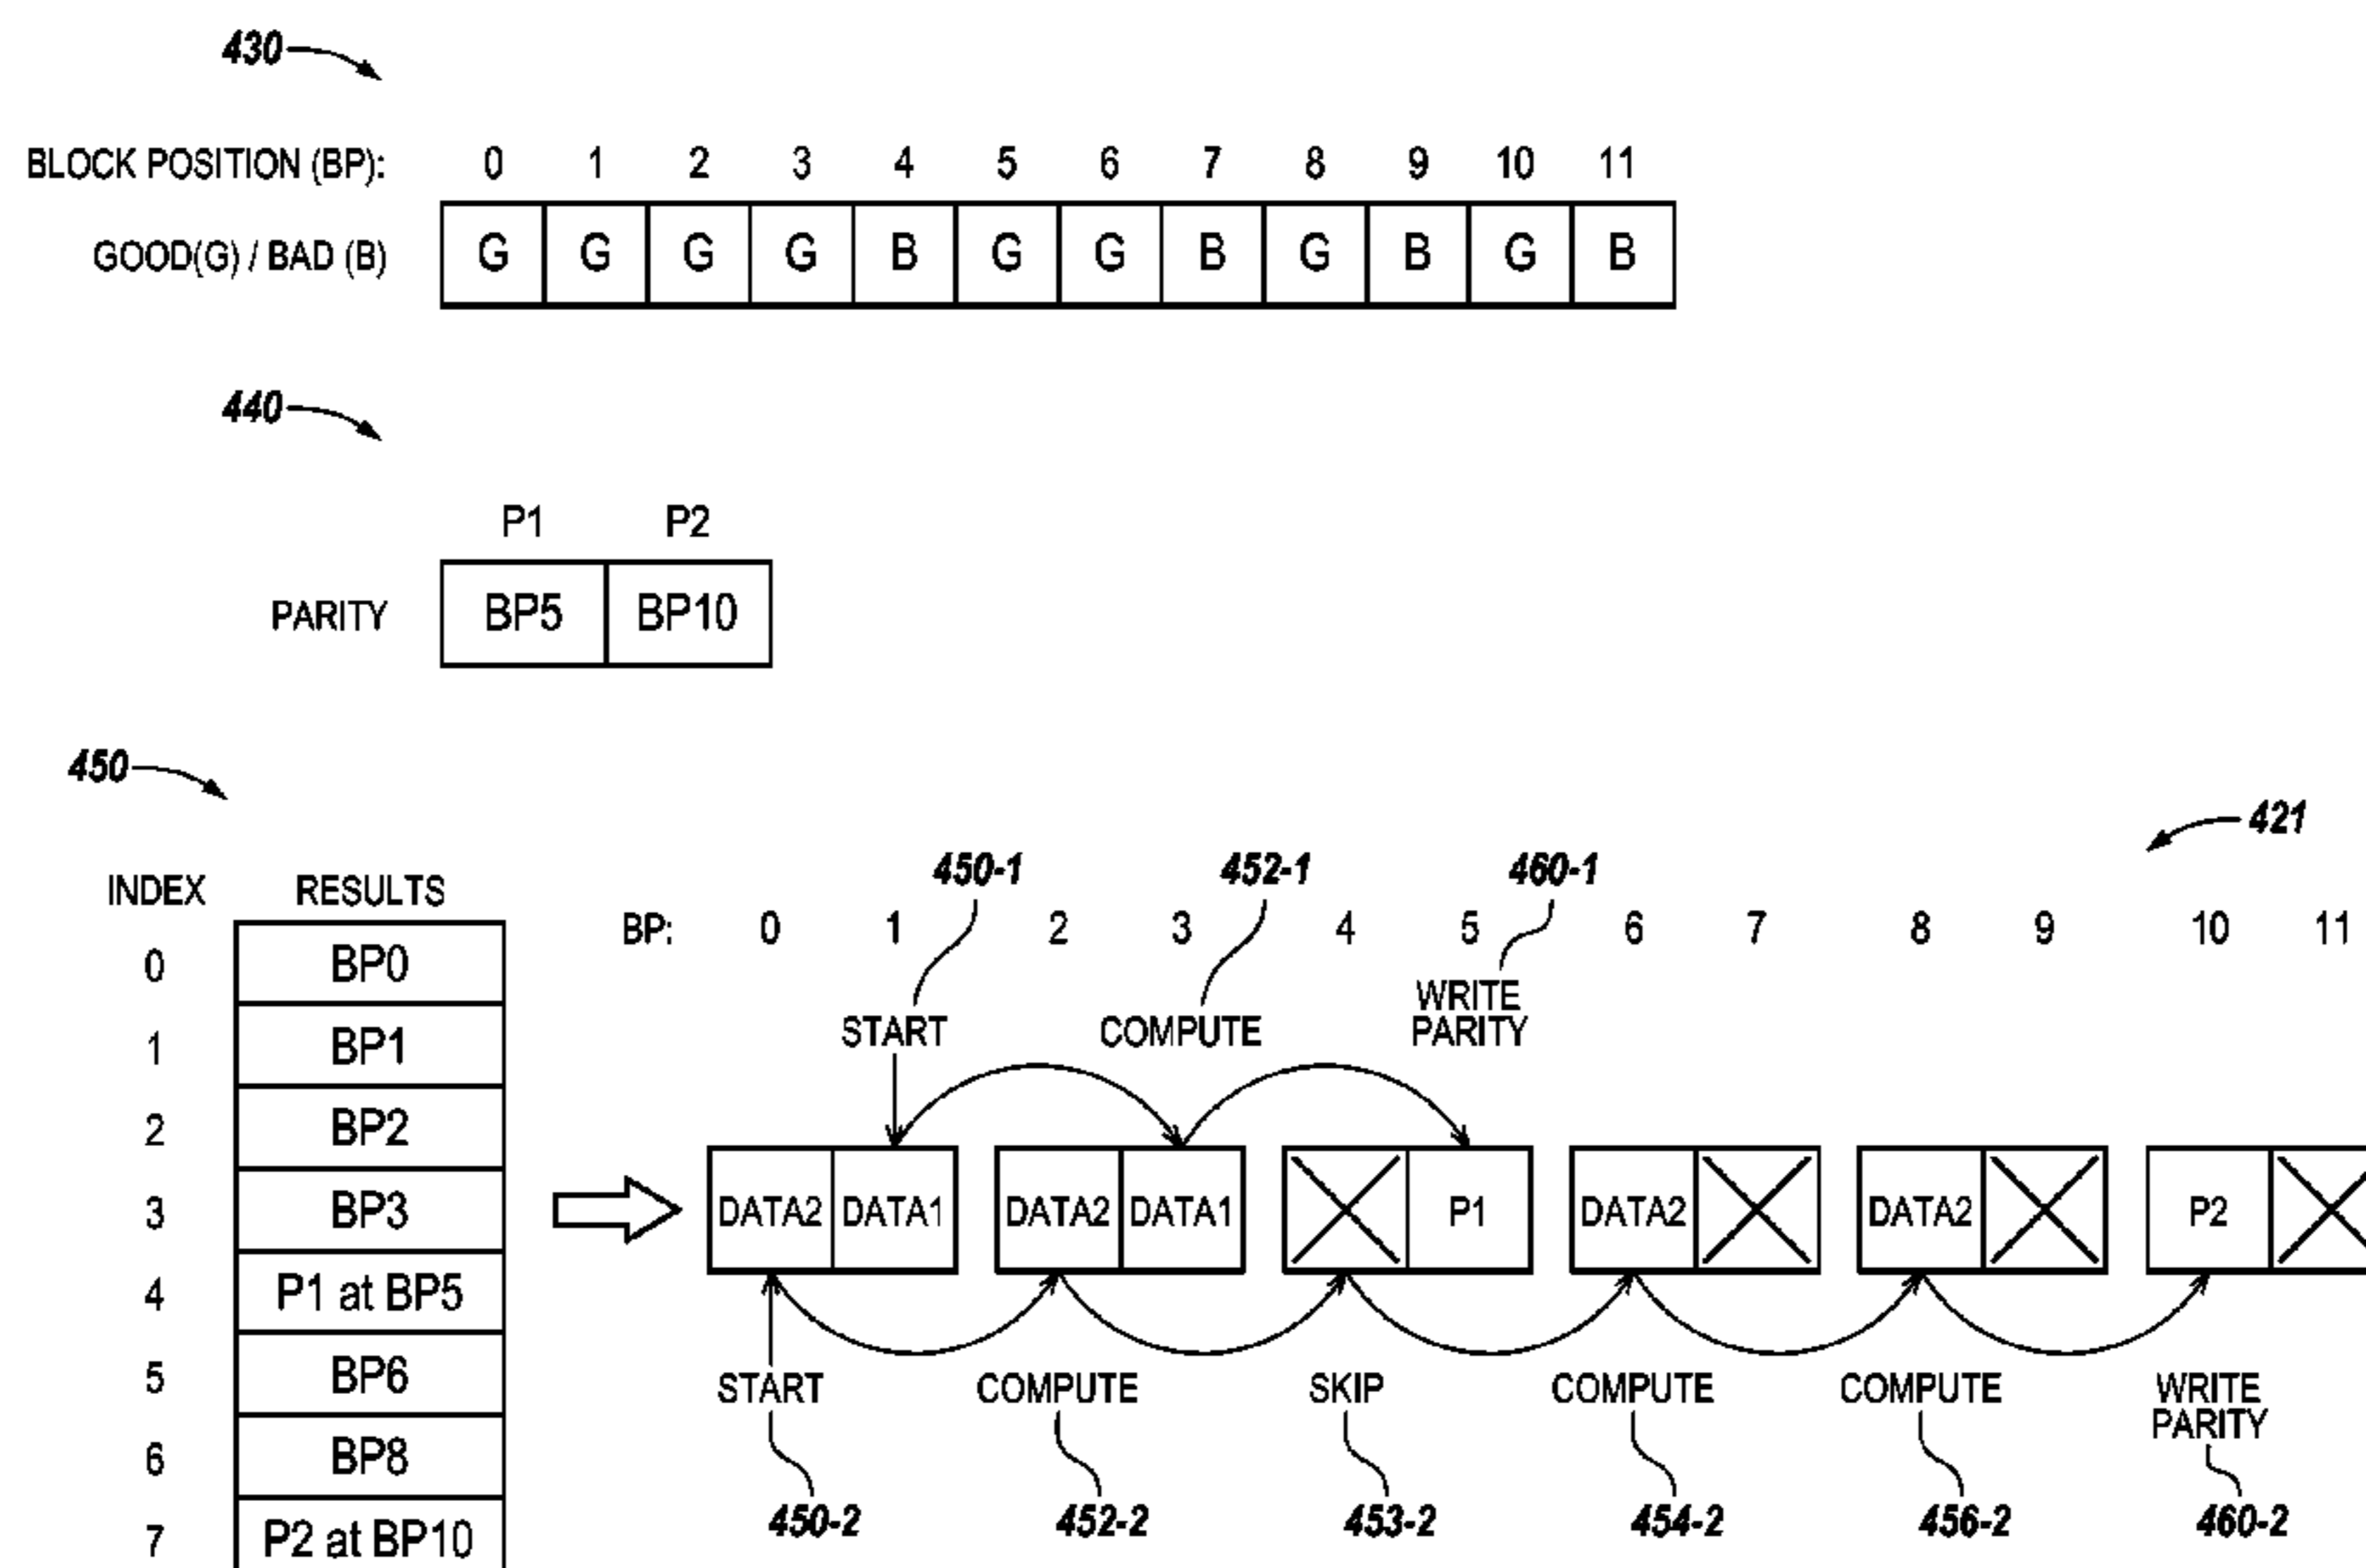 430
BLOCK POSITION (BP): 0 1 2 3 4 5 6 7 8 9 10 11
GOOD(G) / BAD (B) G G G G B G G B G B G B
440
P1 P2
PARITY BP5 BP10
450
421
450-1 452-1 460-1
INDEX RESULTS
BP: 0 1 2 3 4 5 6 7 8 9 10 11
0 BP0
1 BP1
2 BP2
3 BP3
4 P1 at BP5
5 BP6
6 BP8
7 P2 at BP10
START COMPUTE WRITE
PARITY
DATA2 DATA1 DATA2 DATA1 P1 DATA2 DATA2 P2
START COMPUTE SKIP COMPUTE COMPUTE WRITE
PARITY
450-2 452-2 453-2 454-2 456-2 460-2